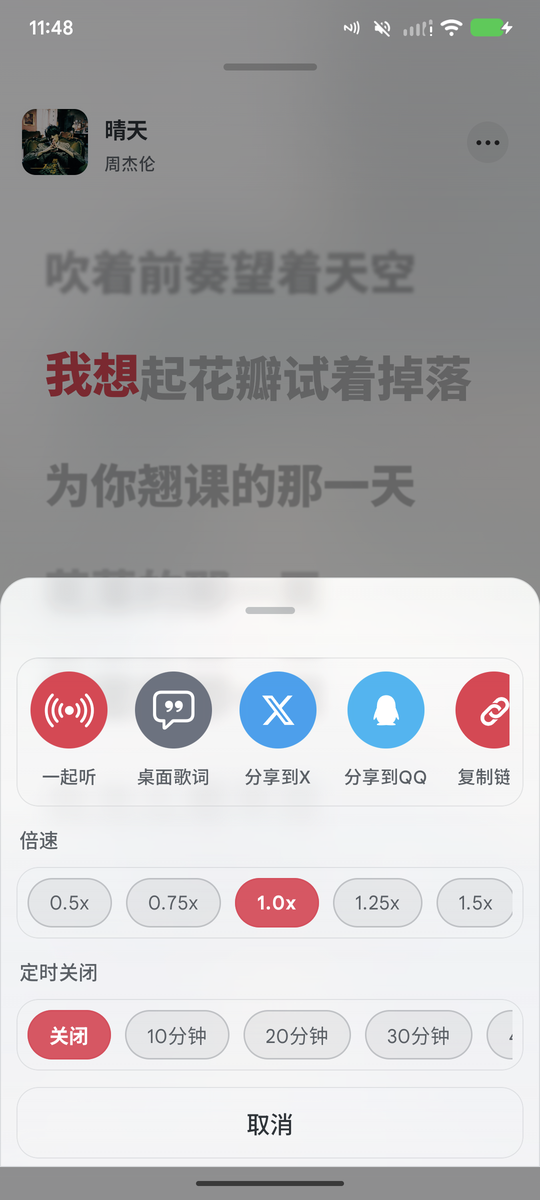 11:48
晴天
周杰伦
吹着前奏望着天空
我想起花瓣试着掉落
为你翘课的那一天
一起听
桌面歌词
分享到X
分享到QQ
复制链
倍速
0.5x
0.75x
1.0x
1.25x
1.5x
定时关闭
关闭
10分钟
20分钟
30分钟
取消